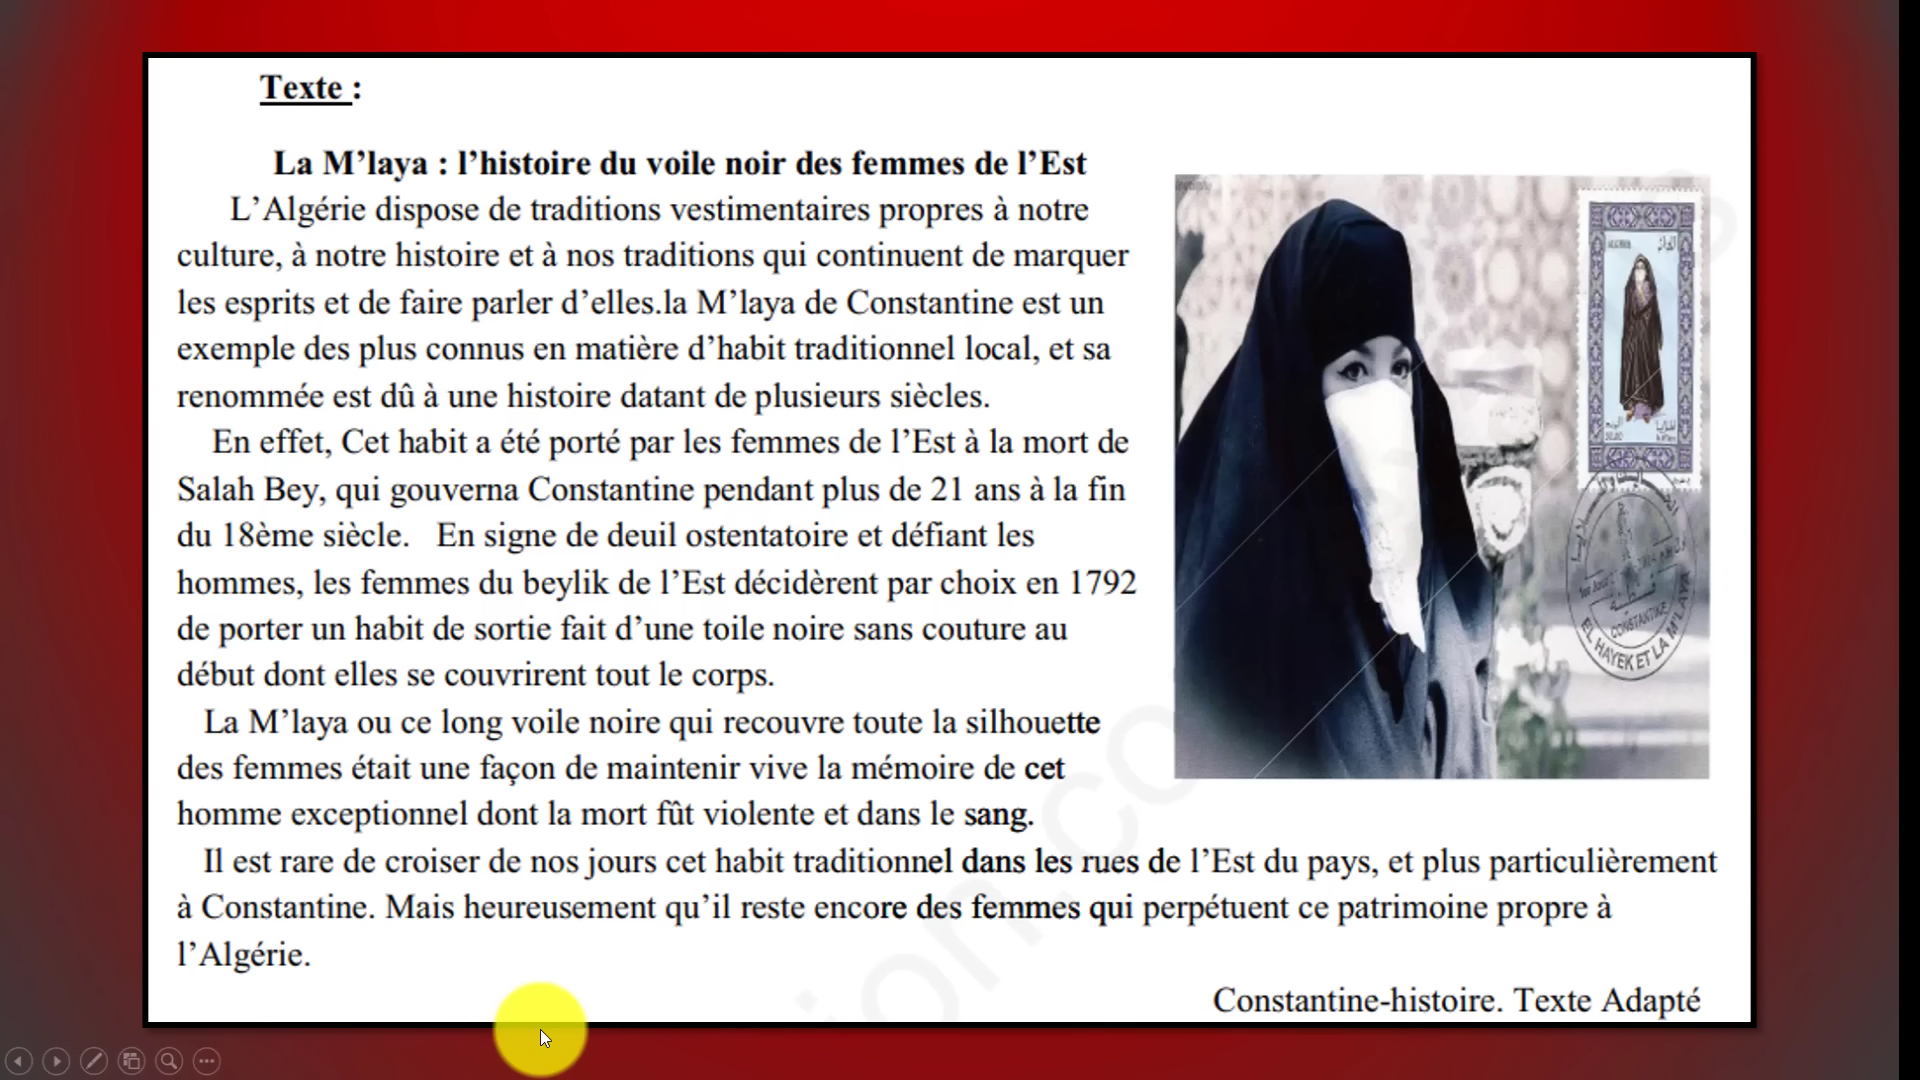 Texte :
La M’laya : l’histoire du voile noir des femmes de l’Est
L’Algérie dispose de traditions vestimentaires propres à notre
culture, à notre histoire et à nos traditions qui continuent de marquer
les esprits et de faire parler d’elles.la M’laya de Constantine est un
exemple des plus connus en matière d’habit traditionnel local, et sa
renommée est dû à une histoire datant de plusieurs siècles.
En effet, Cet habit a été porté par les femmes de l’Est à la mort de
Salah Bey, qui gouverna Constantine pendant plus de 21 ans à la fin
du 18ème siècle. En signe de deuil ostentatoire et défiant les
hommes, les femmes du beylik de l’Est décidèrent par choix en 1792
de porter un habit de sortie fait d’une toile noire sans couture au
début dont elles se couvrirent tout le corps.
La M’laya ou ce long voile noire qui recouvre toute la silhouette
des femmes était une façon de maintenir vive la mémoire de cet
homme exceptionnel dont la mort fût violente et dans le sang.
Il est rare de croiser de nos jours cet habit traditionnel dans les rues de l’Est du pays, et plus particulièrement
à Constantine. Mais heureusement qu’il reste encore des femmes qui perpétuent ce patrimoine propre à
l’Algérie.
Constantine-histoire. Texte Adapté
CONSTANTINE
EL HAYEK ET LA M'LAYA